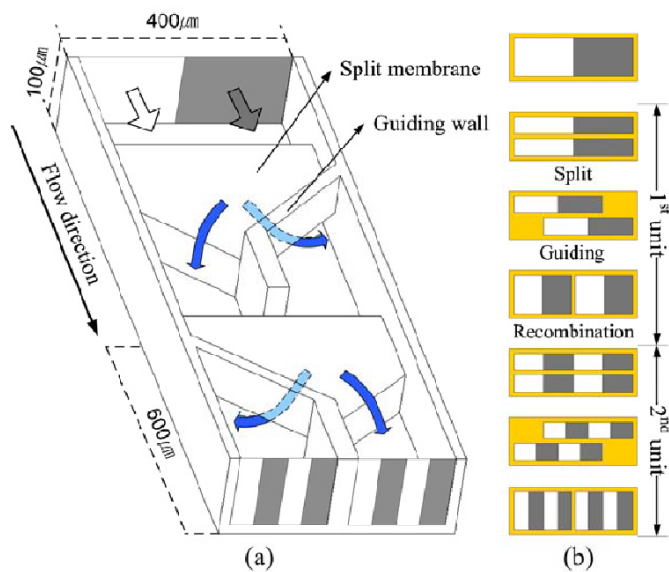 400㎛
100㎛
Split membrane
Guiding wall
Flow direction
600㎛
(a)
Split
Guiding
Recombination
1st unit
2nd unit
(b)